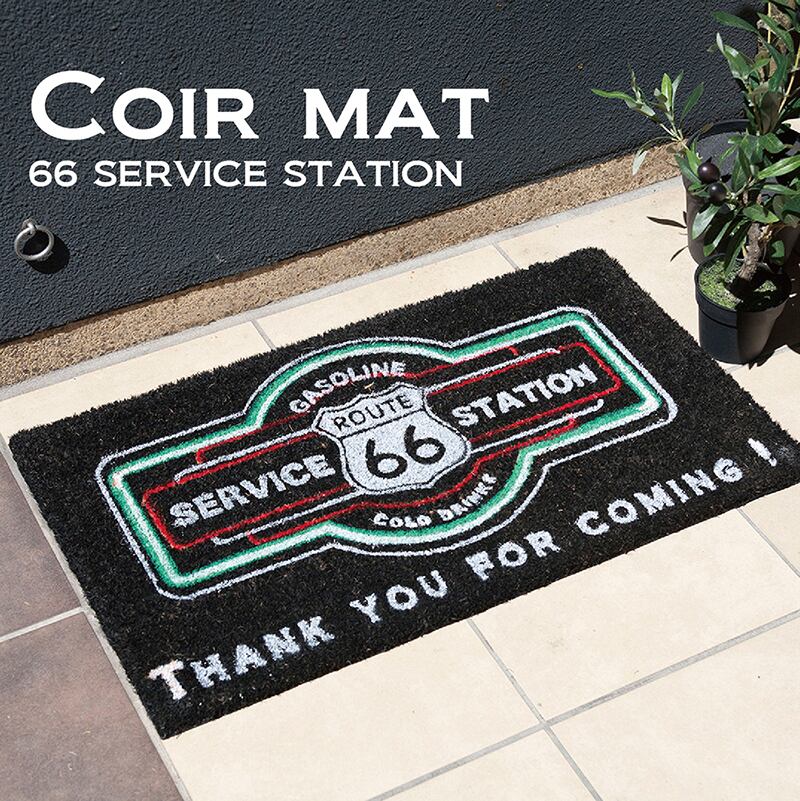 COIR MAT
66 SERVICE STATION
GASOLINE
ROUTE
SERVICE 66 STATION
COLD DRINKS
THANK YOU FOR COMING !